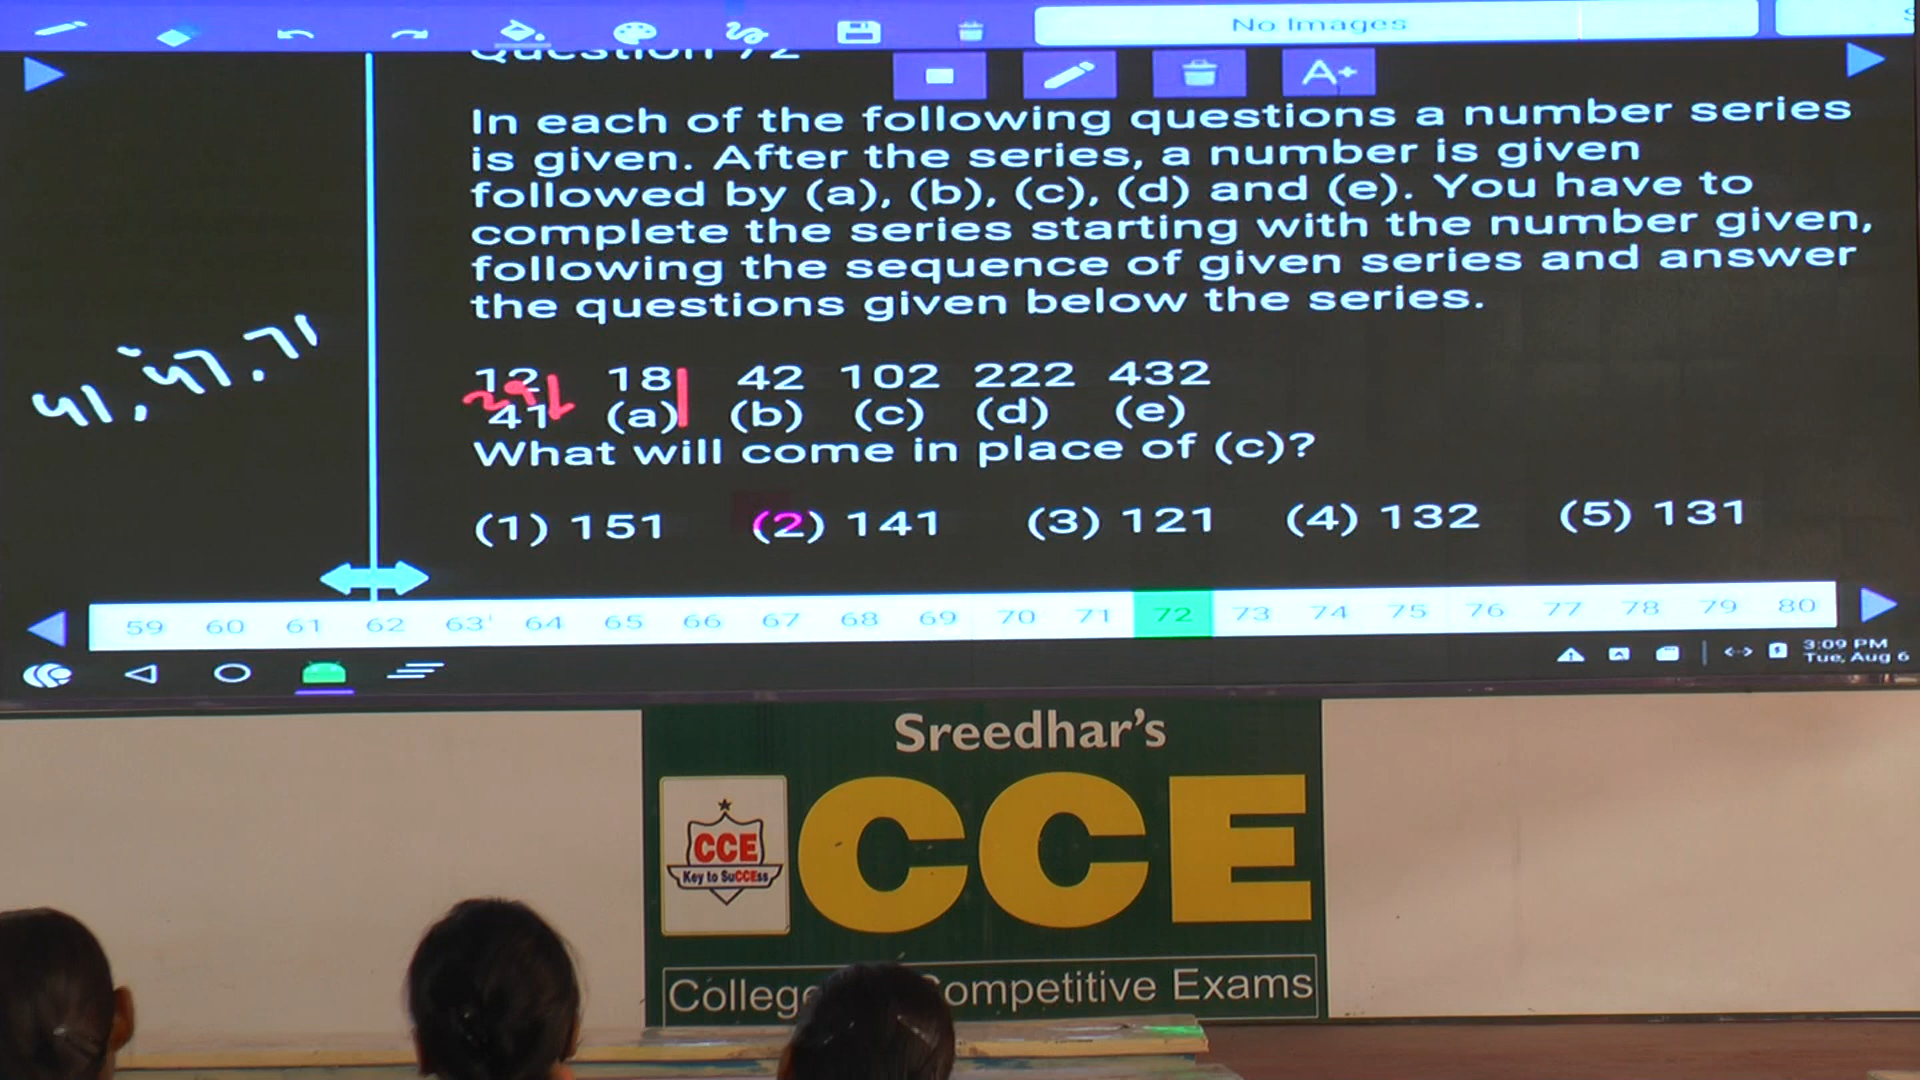 No Images
Question 72
A+
In each of the following questions a number series
is given. After the series, a number is given
followed by (a), (b), (c), (d) and (e). You have to
complete the series starting with the number given,
following the sequence of given series and answer
the questions given below the series.
41, 47, 71
12 18 42 102 222 432
29
41 (a) (b) (c) (d) (e)
What will come in place of (c)?
(1) 151 (2) 141 (3) 121 (4) 132 (5) 131
59 60 61 62 63 64 65 66 67 68 69 70 71 72 73 74 75 76 77 78 79 80
3:09 PM
Tue, Aug 6
Sreedhar's
CCE
CCE
Key to SuCCEss
College ompetitive Exams